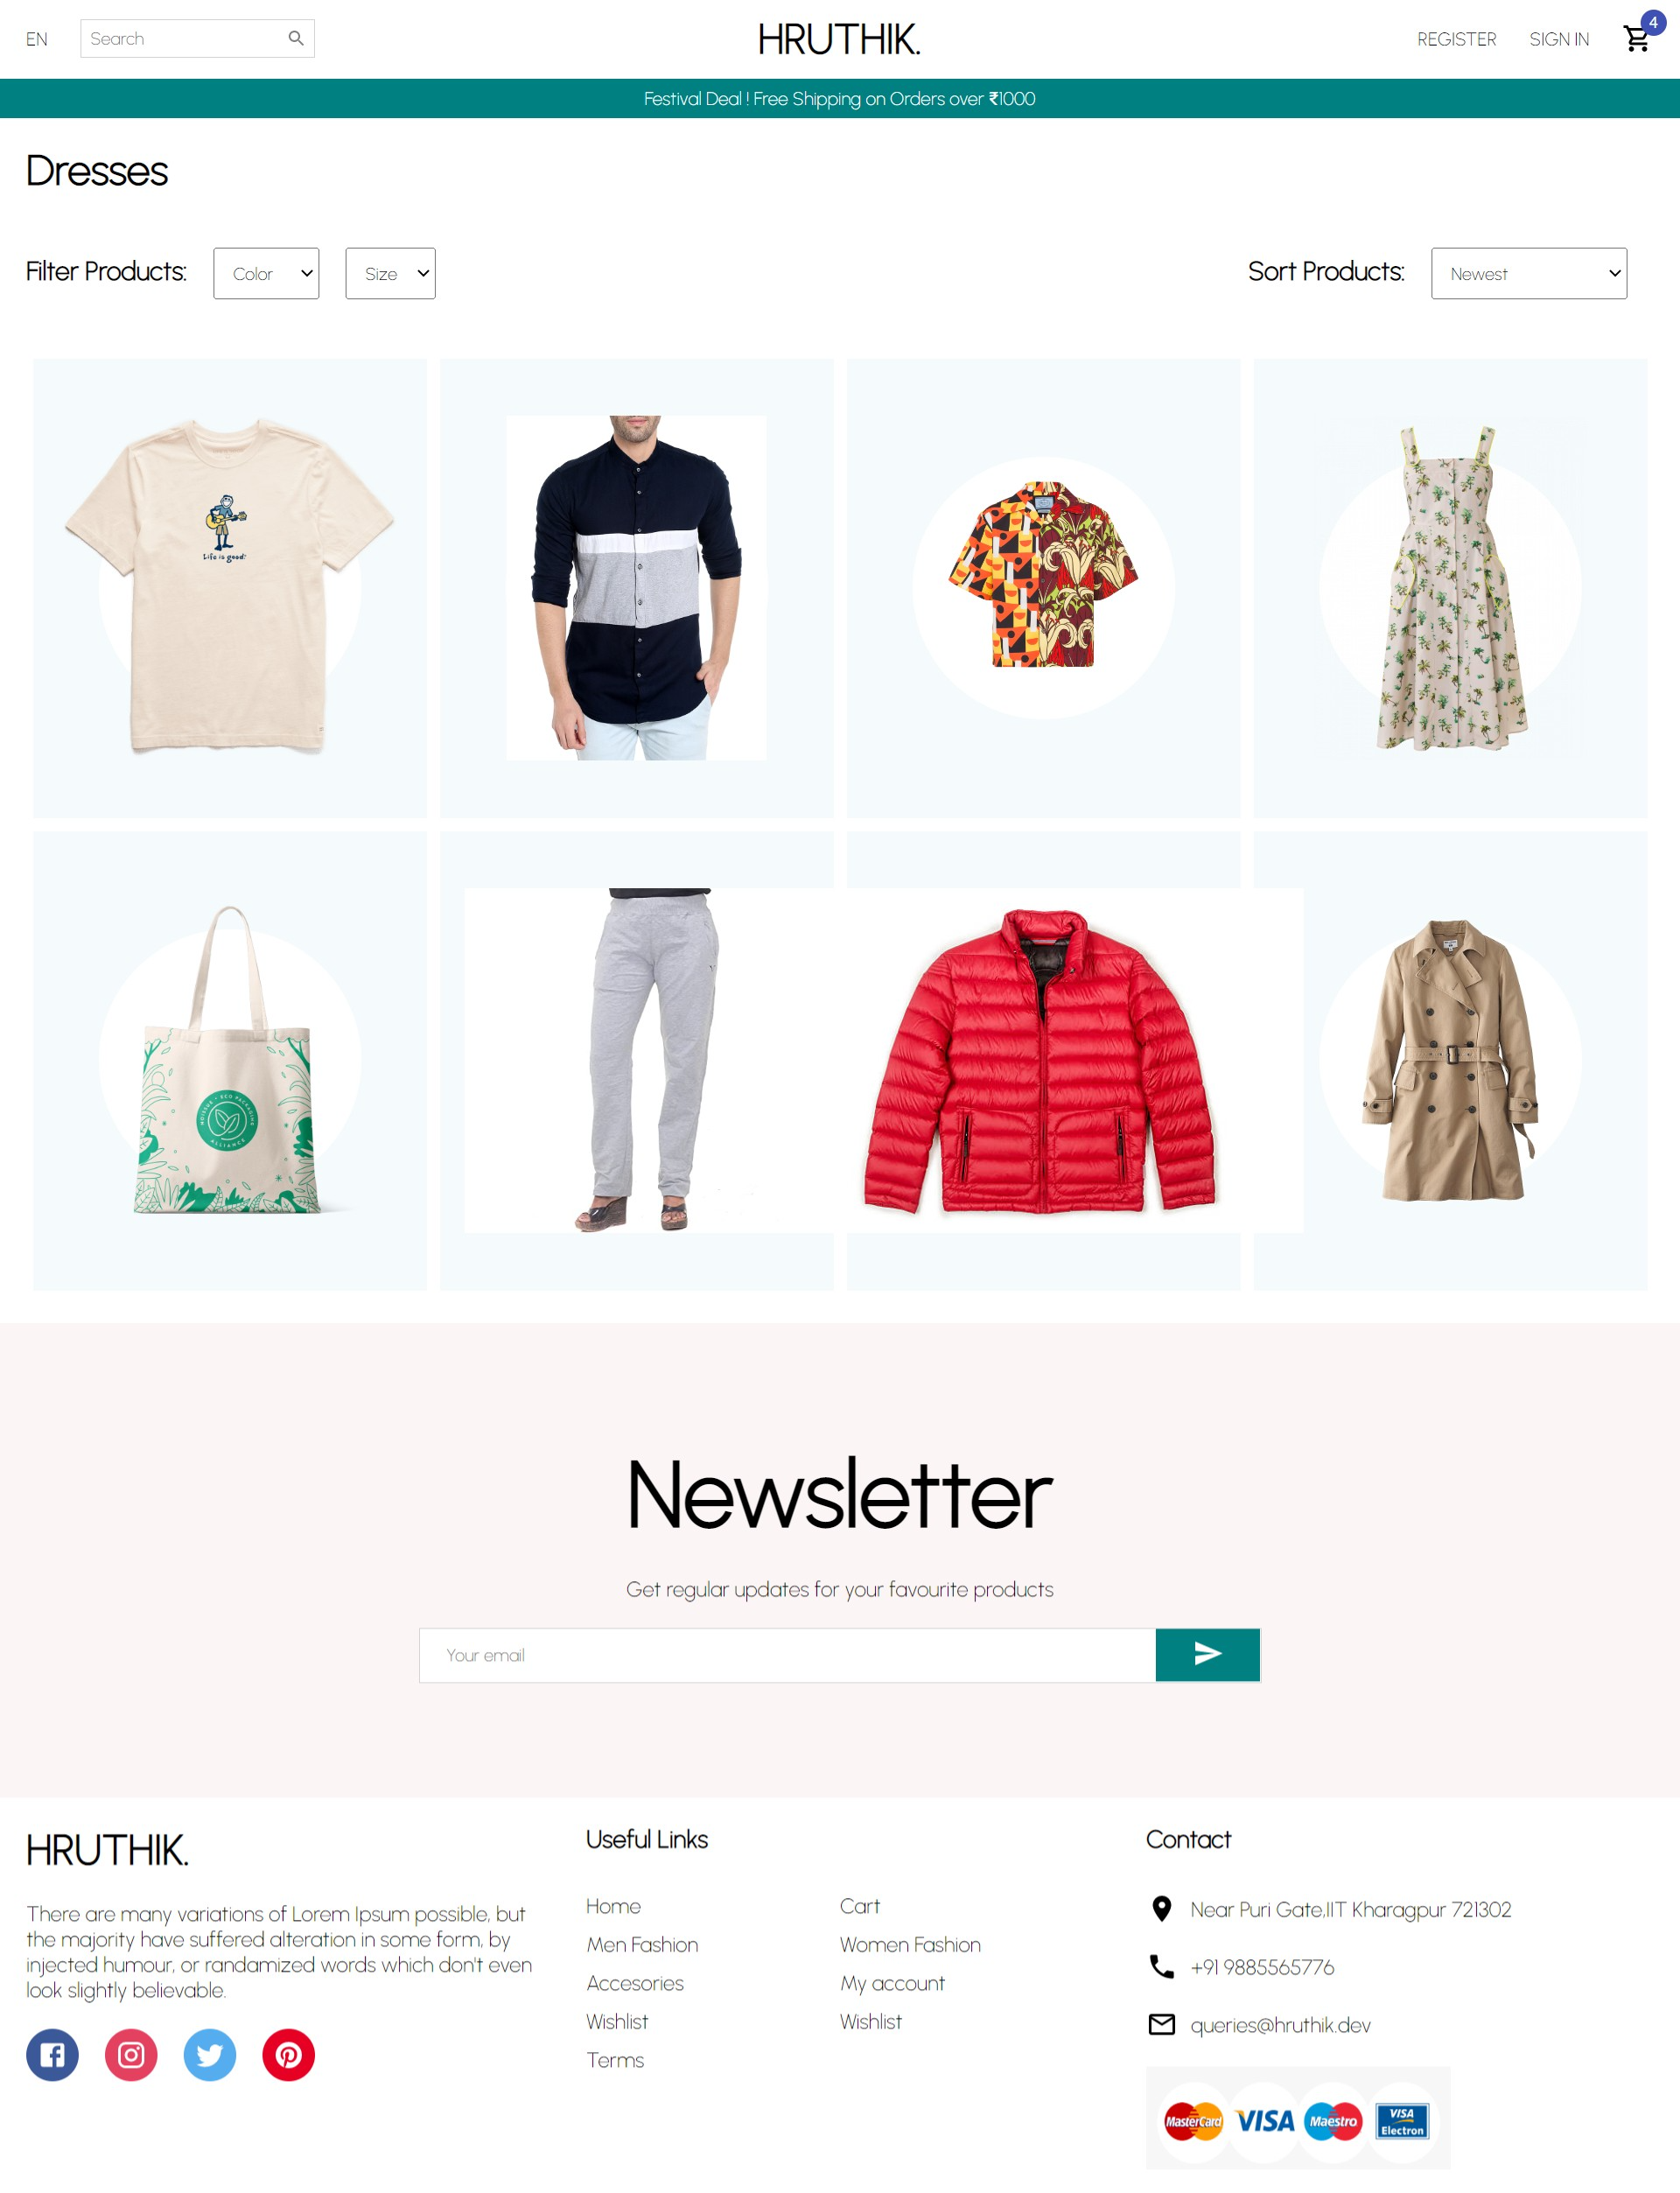 EN
Search
HRUTHIK.
REGISTER
SIGN IN
4
Festival Deal ! Free Shipping on Orders over ₹1000
Dresses
Filter Products:
Color
Size
Sort Products:
Newest
Life is good.
ECO PACKAGING
ALLIANCE
Newsletter
Get regular updates for your favourite products
Your email
HRUTHIK.
There are many variations of Lorem Ipsum possible, but
the majority have suffered alteration in some form, by
injected humour, or randamized words which don't even
look slightly believable.
Useful Links
Home
Cart
Men Fashion
Women Fashion
Accesories
My account
Wishlist
Wishlist
Terms
Contact
Near Puri Gate,IIT Kharagpur 721302
+91 9885565776
queries@hruthik.dev
MasterCard
VISA
Maestro
VISA
Electron